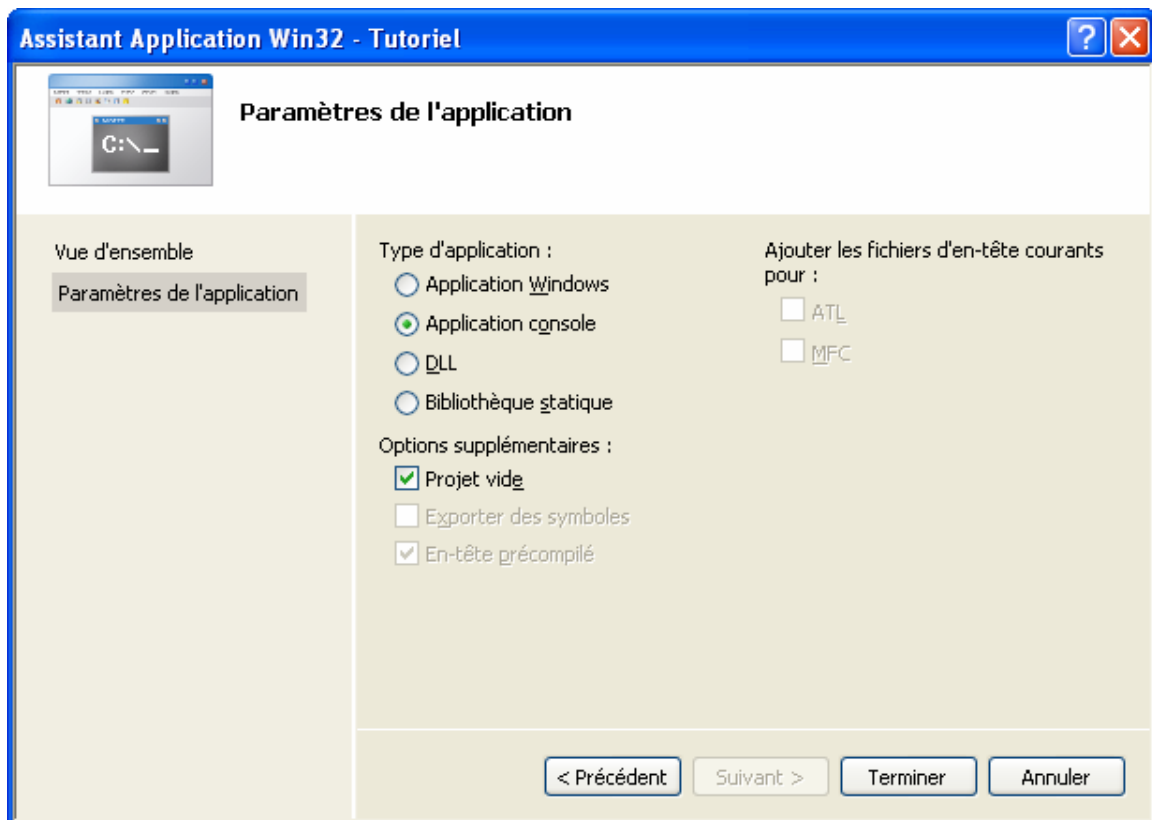 Assistant Application Win32 - Tutoriel
C:\_
Paramètres de l'application
Vue d'ensemble
Paramètres de l'application
Type d'application :
Application Windows
Application console
DLL
Bibliothèque statique
Options supplémentaires :
Projet vide
Exporter des symboles
En-tête précompilé
Ajouter les fichiers d'en-tête courants
pour :
ATL
MFC
< Précédent
Suivant >
Terminer
Annuler